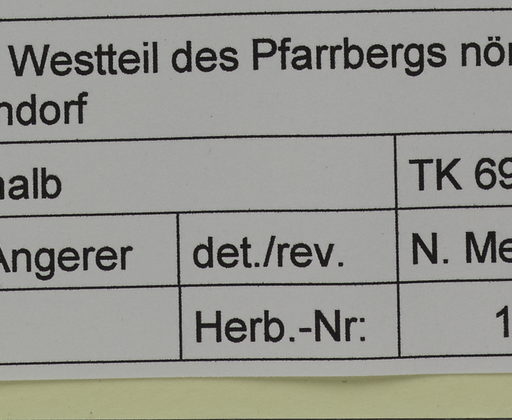 Westteil des Pfarrbergs nör
ndorf
alb TK 69
Angerer det./rev. N. Me
Herb.-Nr: 1